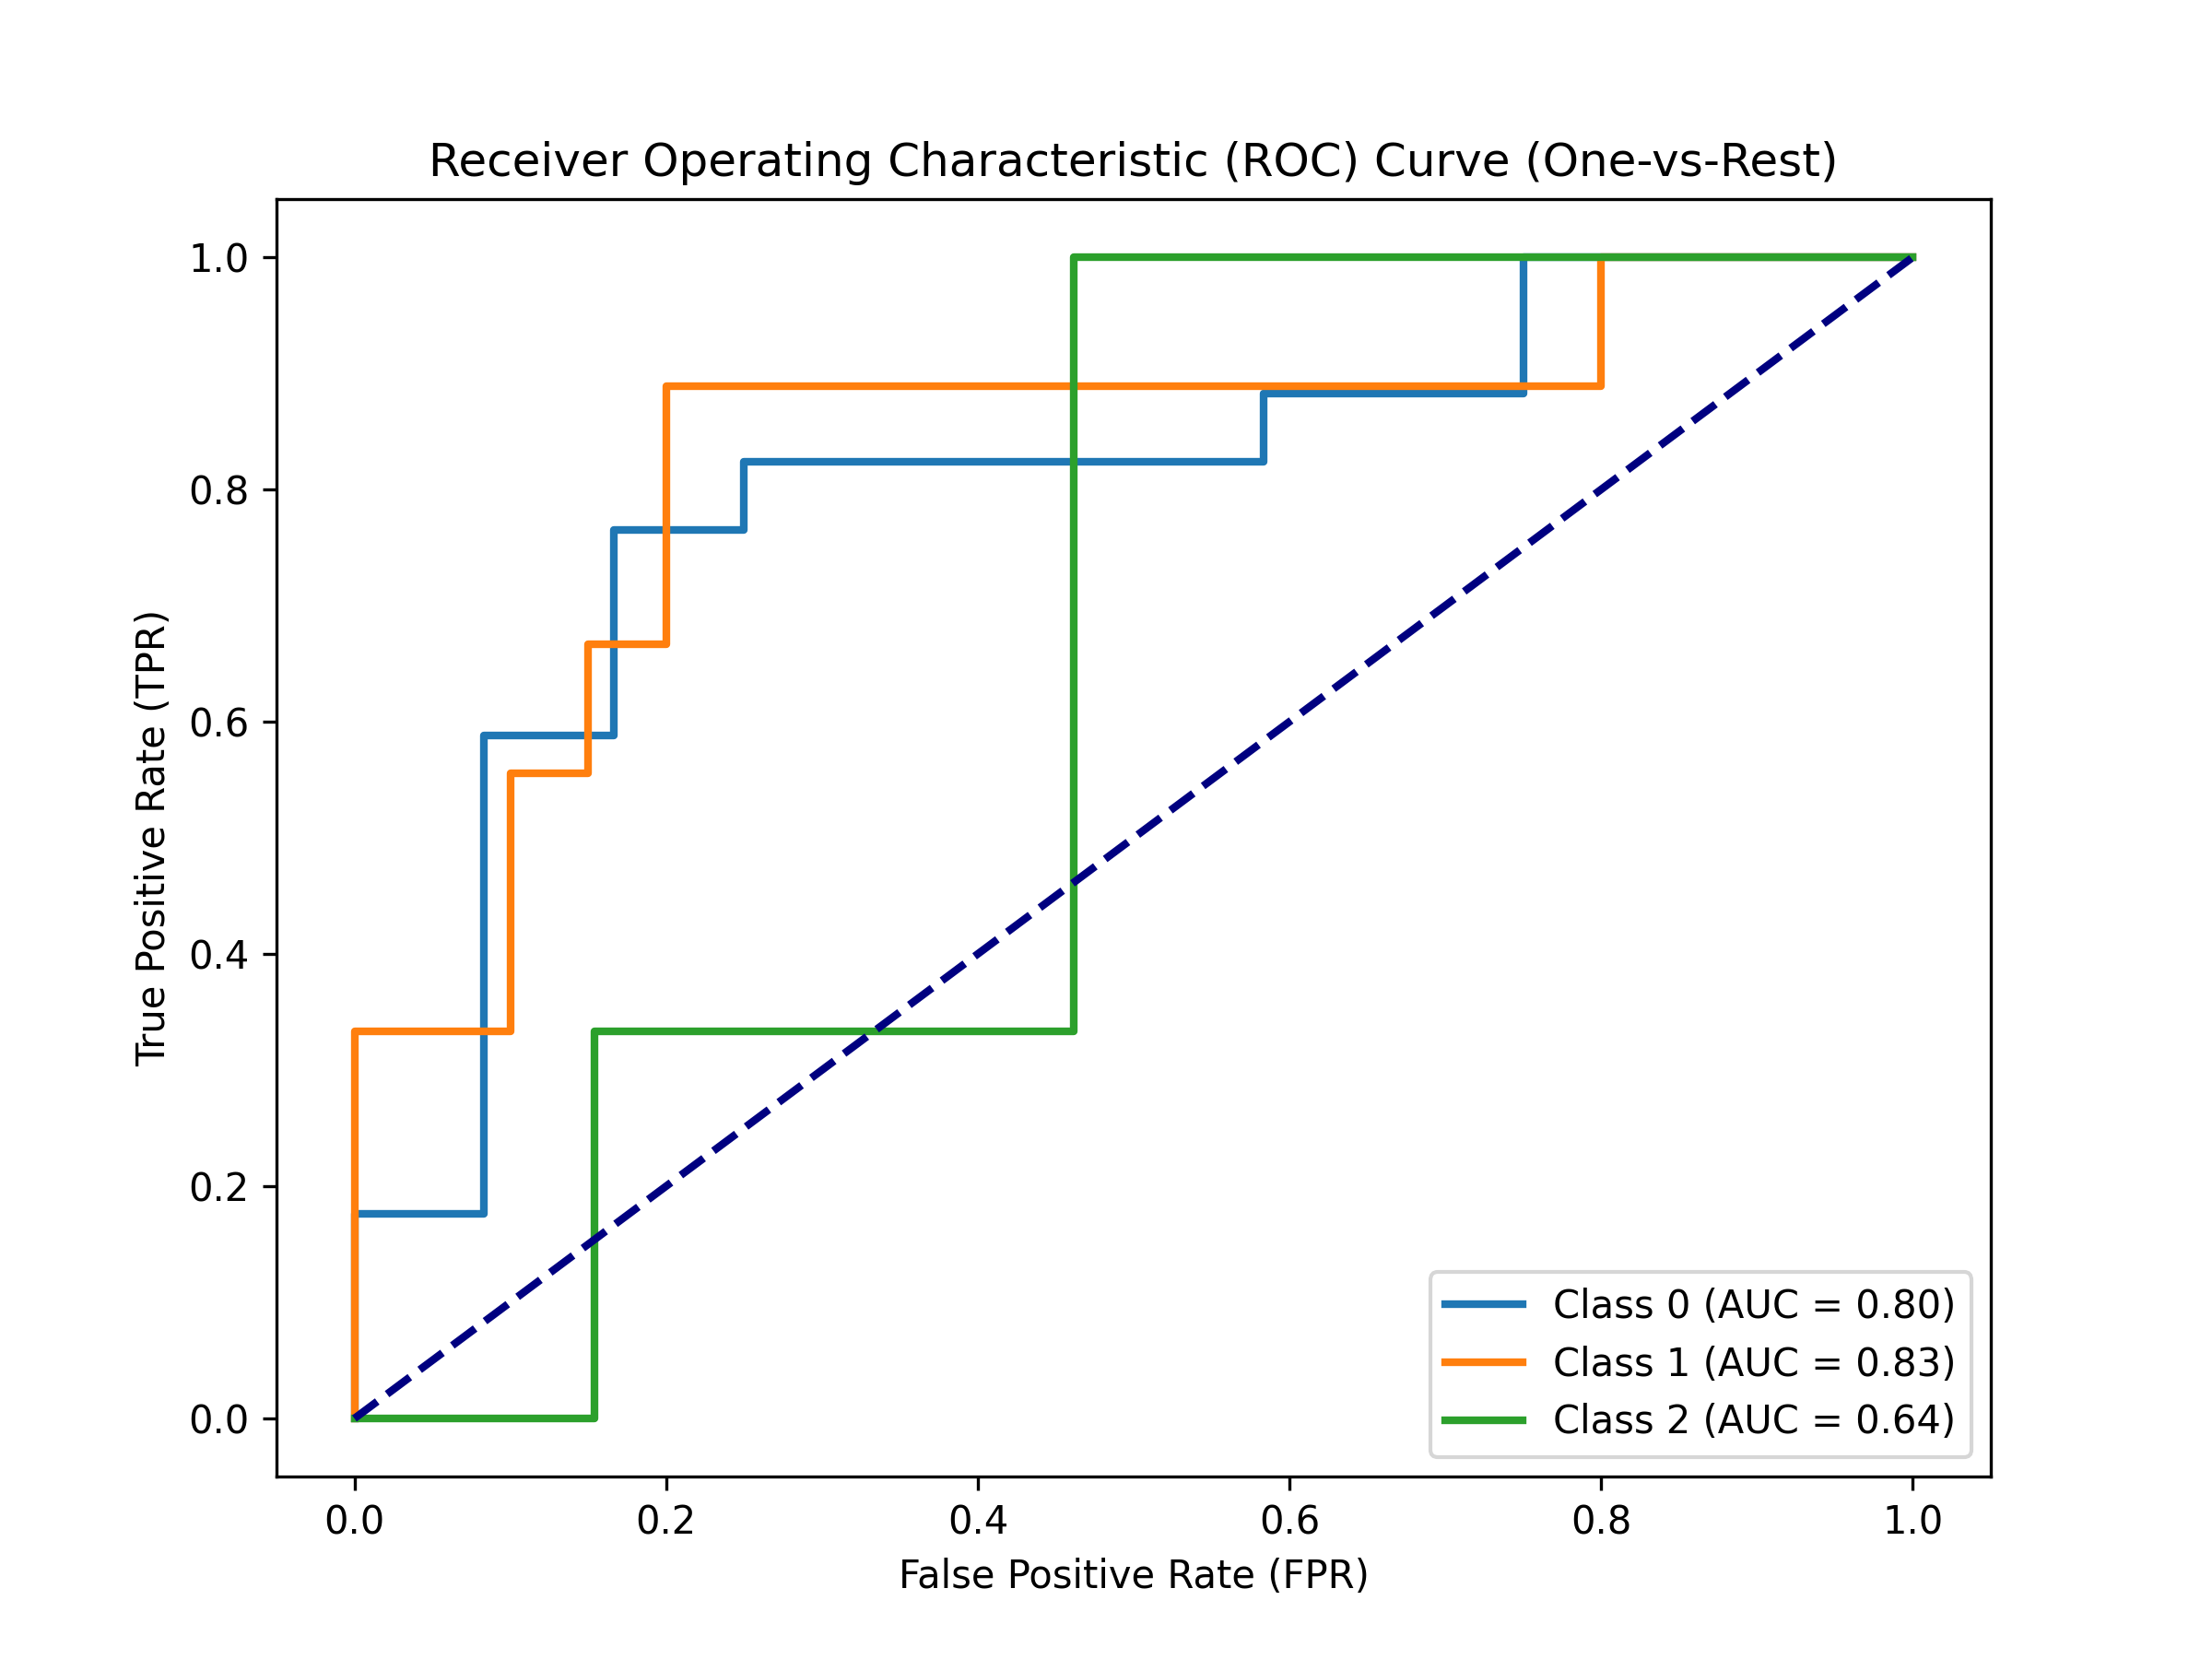 Receiver Operating Characteristic (ROC) Curve (One-vs-Rest)
True Positive Rate (TPR)
1.0
0.8
0.6
0.4
0.2
0.0
Class 0 (AUC = 0.80)
Class 1 (AUC = 0.83)
Class 2 (AUC = 0.64)
0.0 0.2 0.4 0.6 0.8 1.0
False Positive Rate (FPR)